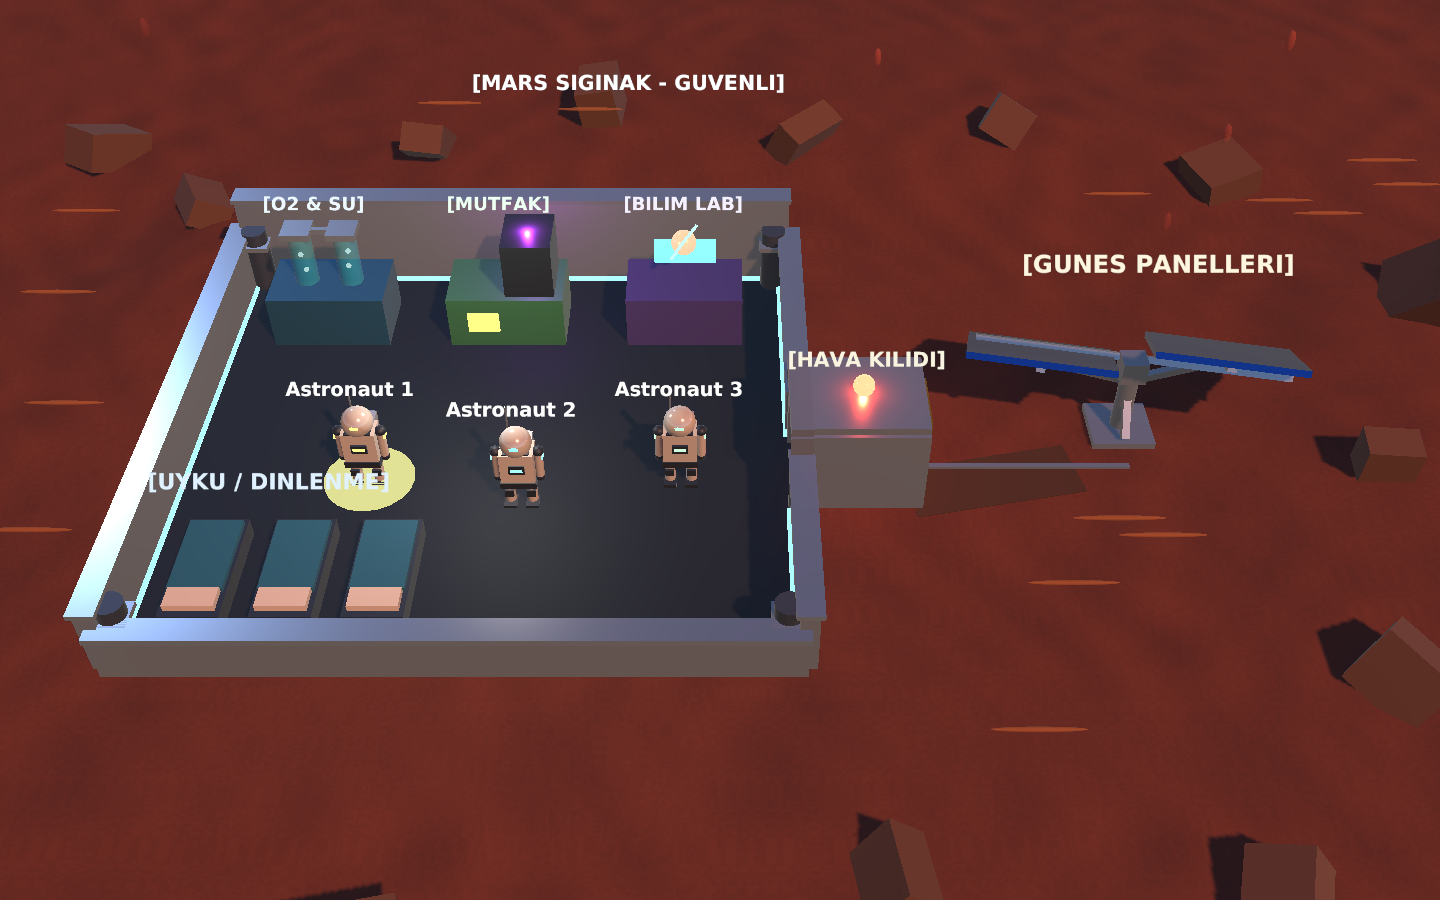 [MARS SIGINAK - GUVENLI]
[O2 & SU]
[MUTFAK]
[BILIM LAB]
[GUNES PANELLERI]
[HAVA KILIDI]
Astronaut 1
Astronaut 2
Astronaut 3
[UYKU / DINLENME]